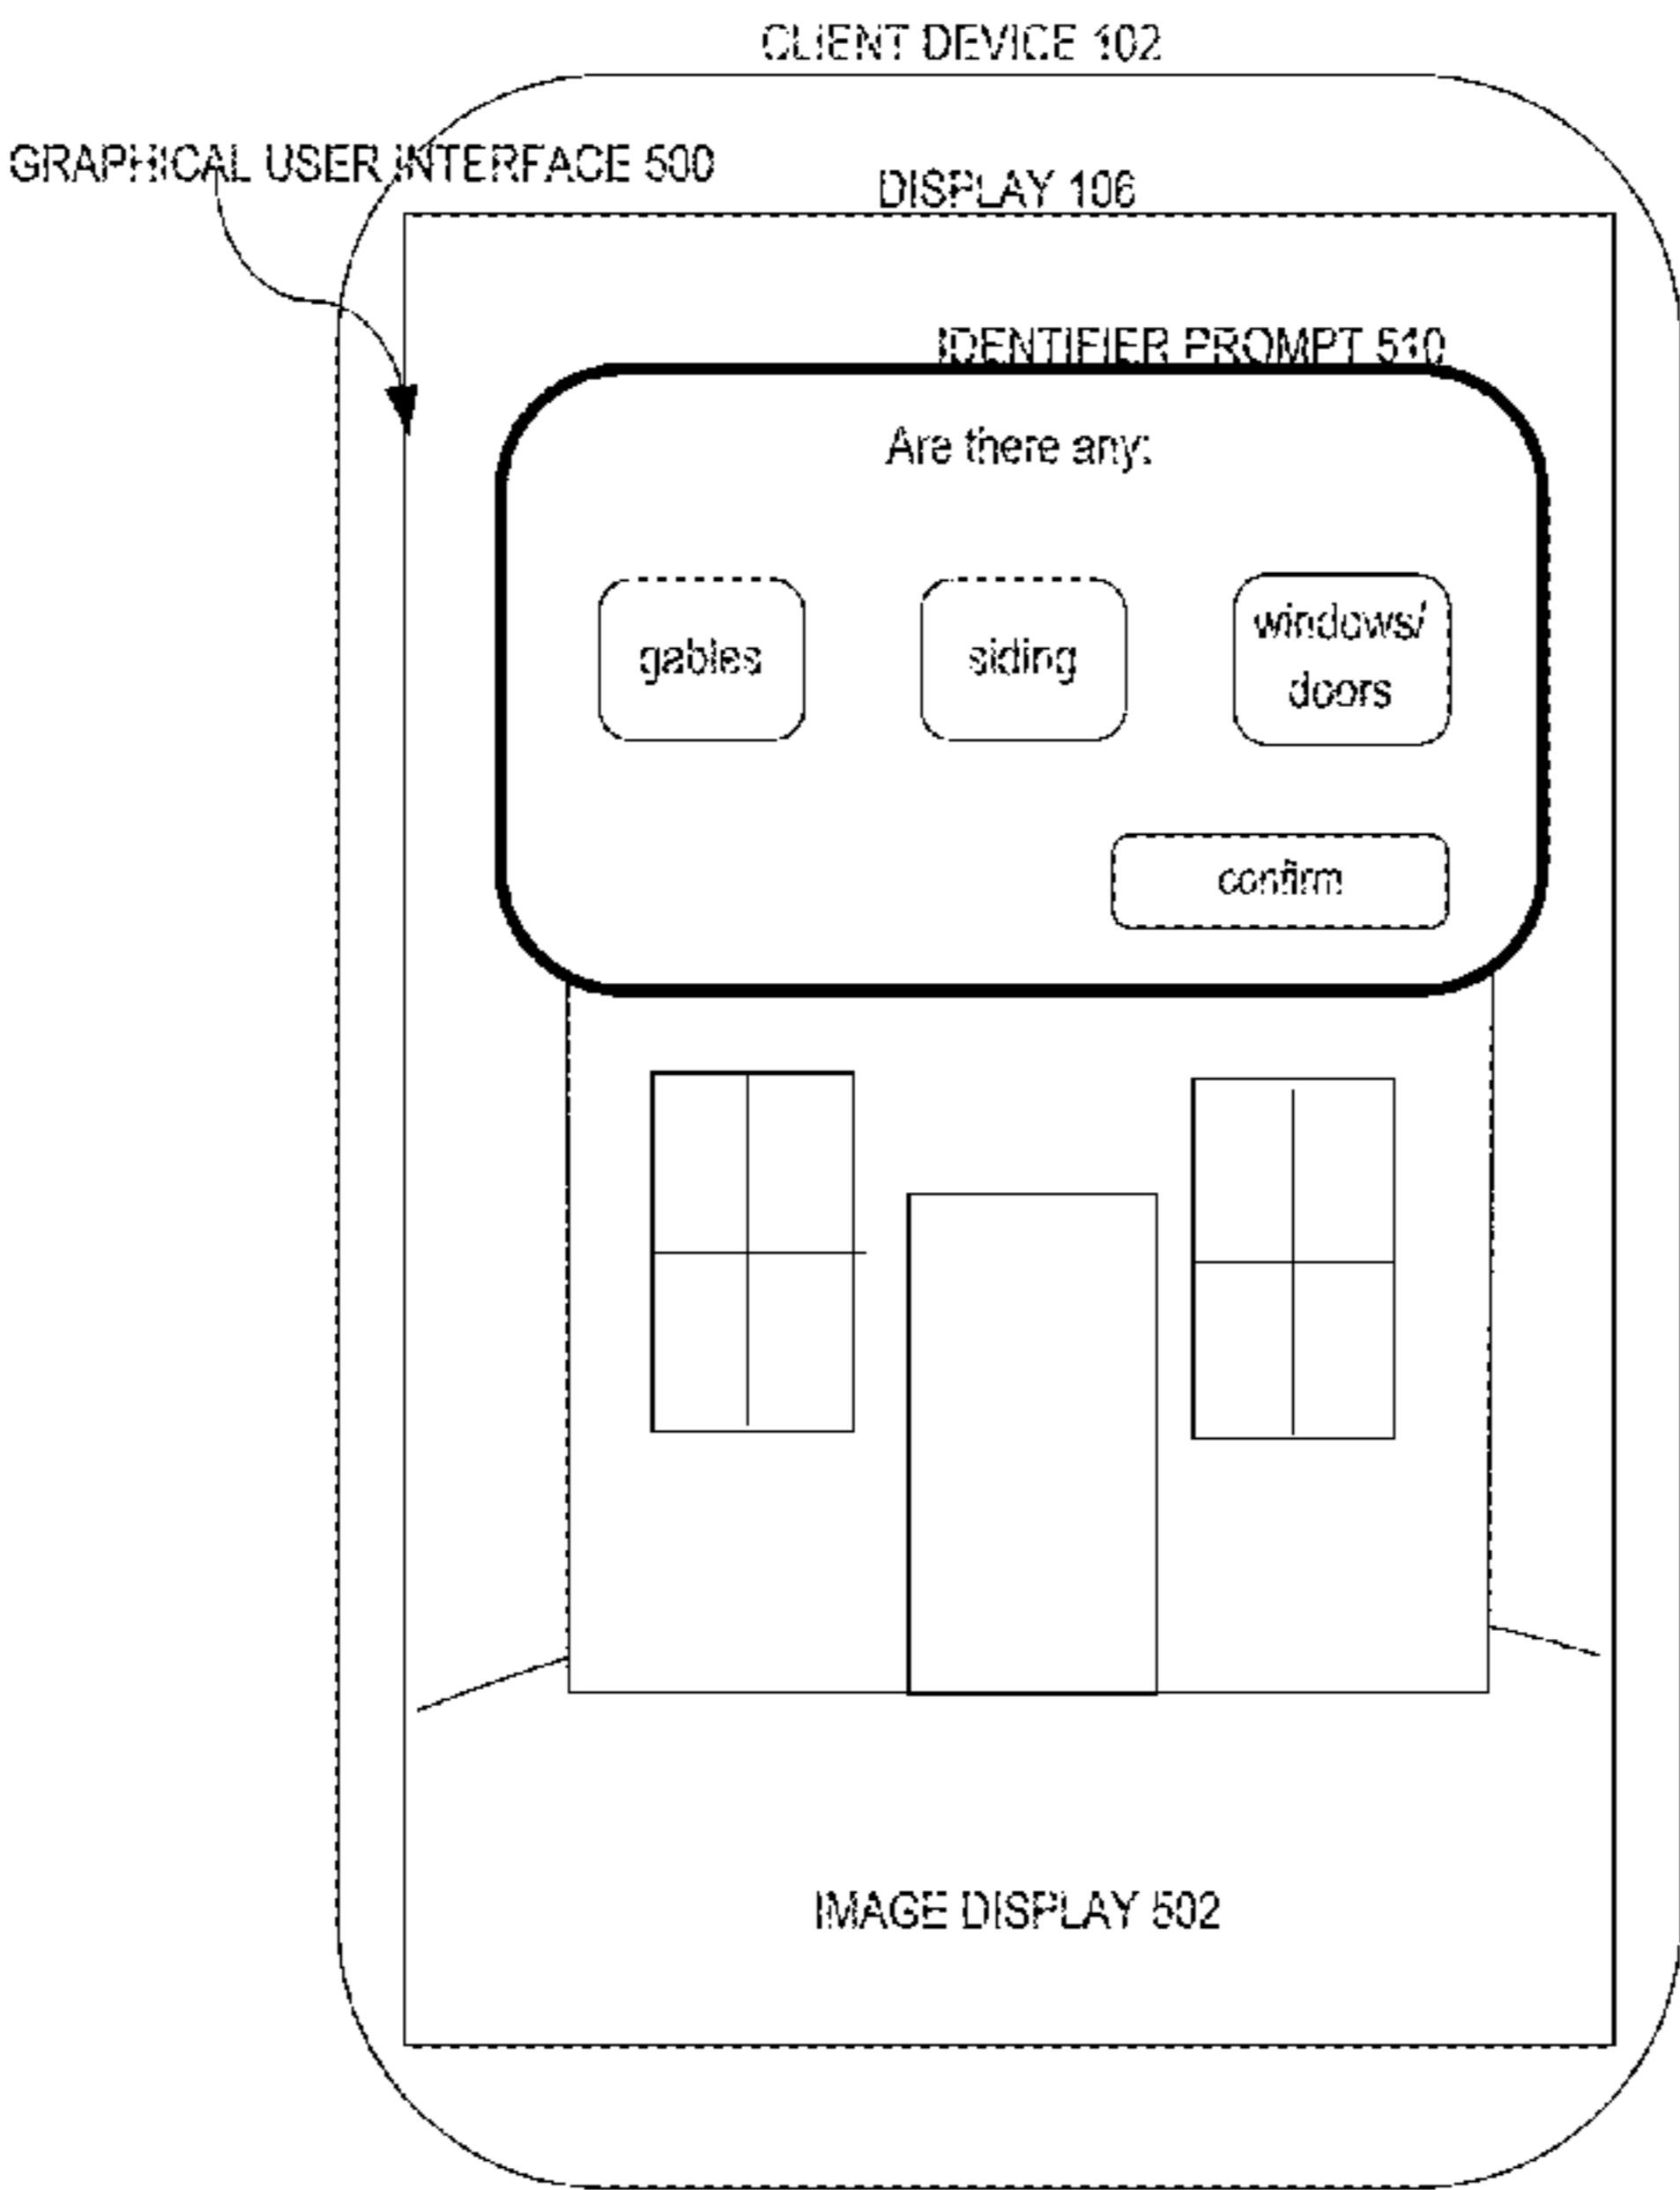 CLIENT DEVICE 102
GRAPHICAL USER INTERFACE 500
DISPLAY 106
IDENTIFIER PROMPT 510
Are there any:
gables
siding
windows/
doors
confirm
IMAGE DISPLAY 502